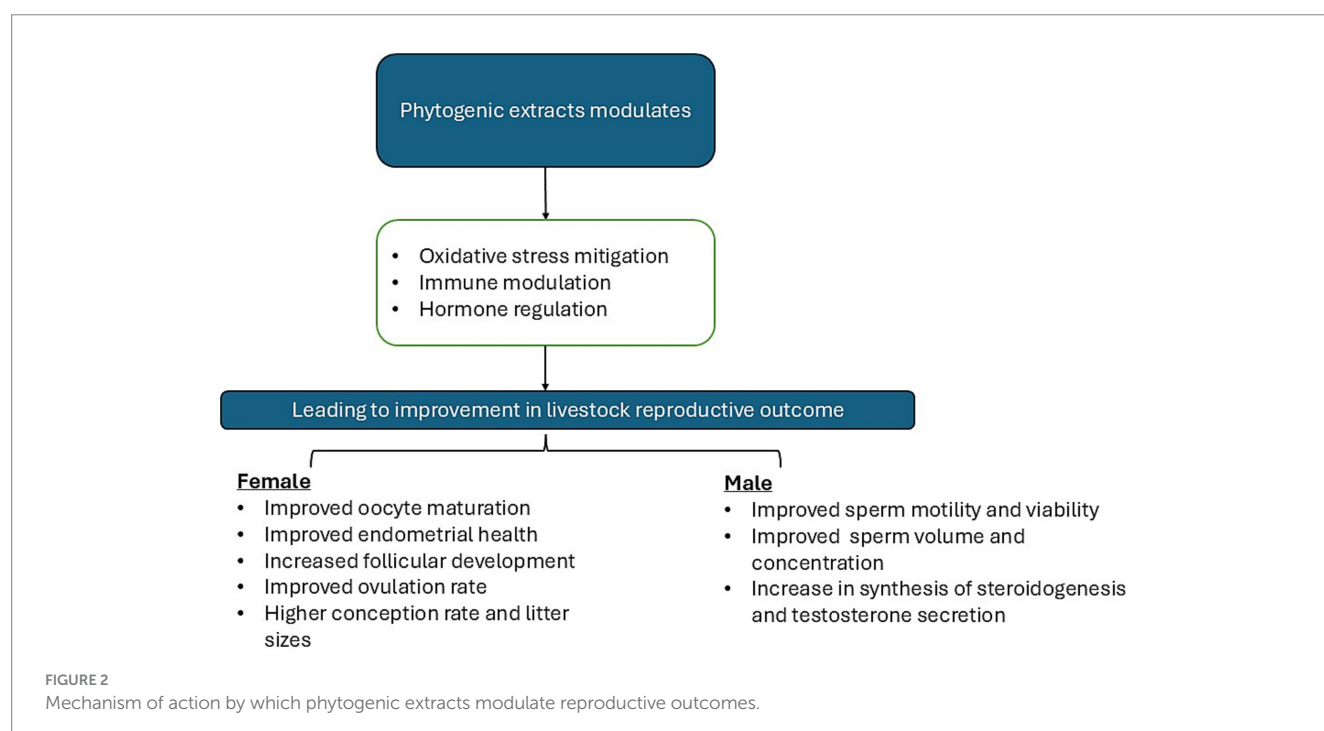 Phytogenic extracts modulates
• Oxidative stress mitigation
• Immune modulation
• Hormone regulation
Leading to improvement in livestock reproductive outcome
Female
• Improved oocyte maturation
• Improved endometrial health
• Increased follicular development
• Improved ovulation rate
• Higher conception rate and litter
sizes
Male
• Improved sperm motility and viability
• Improved sperm volume and
concentration
• Increase in synthesis of steroidogenesis
and testosterone secretion
FIGURE 2
Mechanism of action by which phytogenic extracts modulate reproductive outcomes.